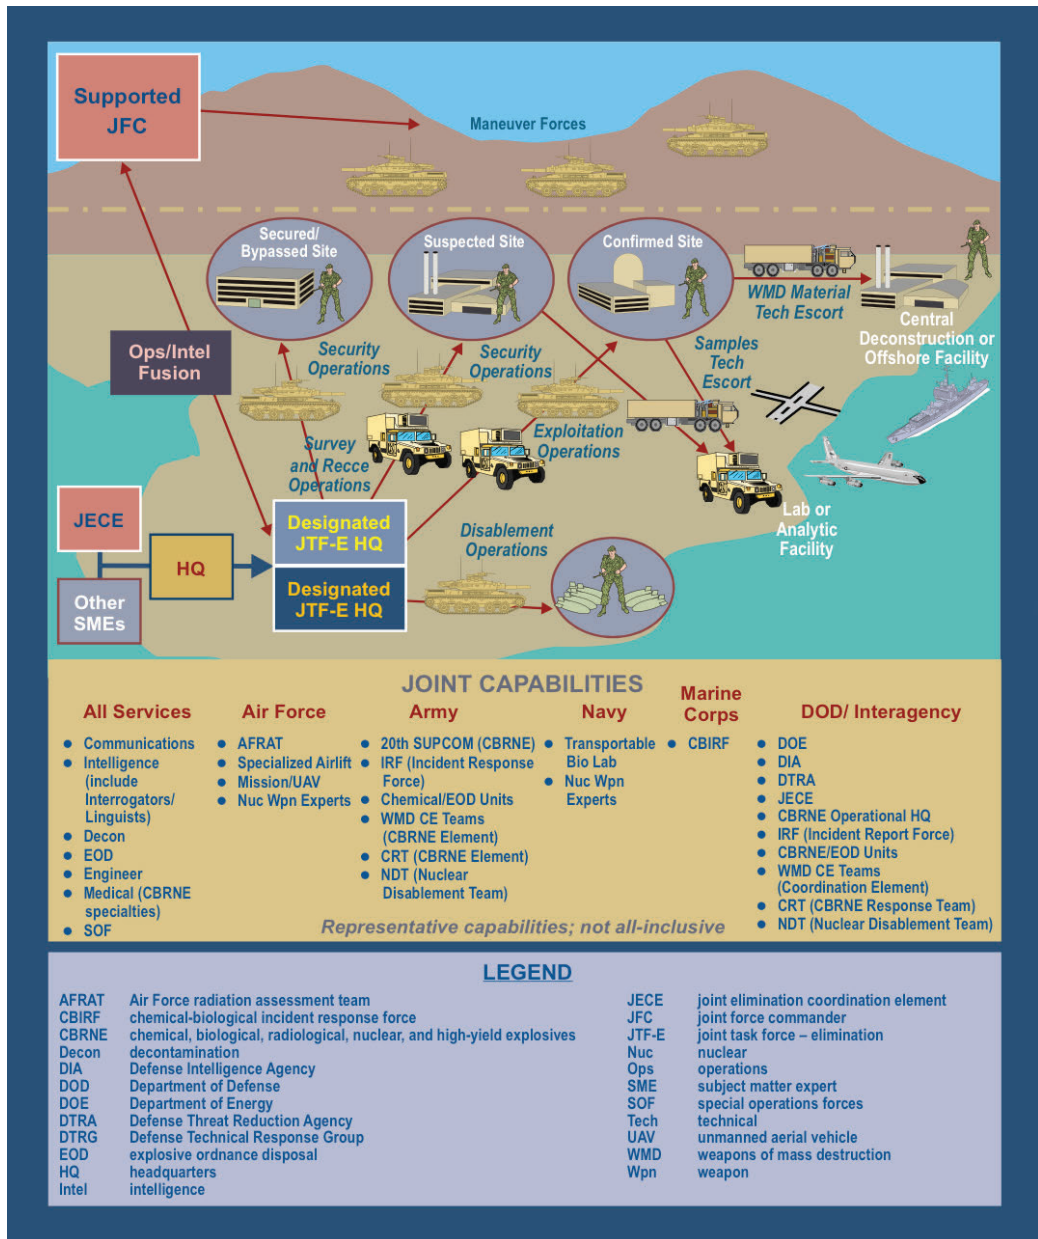 Supported
JFC
Maneuver Forces
Secured/
Bypassed Site
Suspected Site
Confirmed Site
WMD Material
Tech Escort
Central
Deconstruction or
Offshore Facility
Ops/Intel
Fusion
Security
Operations
Security
Operations
Samples
Tech
Escort
Survey
and Recce
Operations
Exploitation
Operations
Lab or
Analytic
Facility
JECE
HQ
Other
SMEs
Designated
JTF-E HQ
Designated
JTF-E HQ
Disablement
Operations
JOINT CAPABILITIES
All Services
● Communications
● Intelligence
(include
Interrogators/
Linguists)
● Decon
● EOD
● Engineer
● Medical (CBRNE
specialties)
● SOF
Air Force
● AFRAT
● Specialized Airlift
● Mission/UAV
● Nuc Wpn Experts
Army
● 20th SUPCOM (CBRNE)
● IRF (Incident Response
Force)
● Chemical/EOD Units
● WMD CE Teams
(CBRNE Element)
● CRT (CBRNE Element)
● NDT (Nuclear
Disablement Team)
Navy
● Transportable
Bio Lab
● Nuc Wpn
Experts
Marine
Corps
● CBIRF
DOD/ Interagency
● DOE
● DIA
● DTRA
● JECE
● CBRNE Operational HQ
● IRF (Incident Report Force)
● CBRNE/EOD Units
● WMD CE Teams
(Coordination Element)
● CRT (CBRNE Response Team)
● NDT (Nuclear Disablement Team)
Representative capabilities; not all-inclusive
LEGEND
AFRAT Air Force radiation assessment team
CBIRF chemical-biological incident response force
CBRNE chemical, biological, radiological, nuclear, and high-yield explosives
Decon decontamination
DIA Defense Intelligence Agency
DOD Department of Defense
DOE Department of Energy
DTRA Defense Threat Reduction Agency
DTRG Defense Technical Response Group
EOD explosive ordnance disposal
HQ headquarters
Intel intelligence
JECE joint elimination coordination element
JFC joint force commander
JTF-E joint task force – elimination
Nuc nuclear
Ops operations
SME subject matter expert
SOF special operations forces
Tech technical
UAV unmanned aerial vehicle
WMD weapons of mass destruction
Wpn weapon